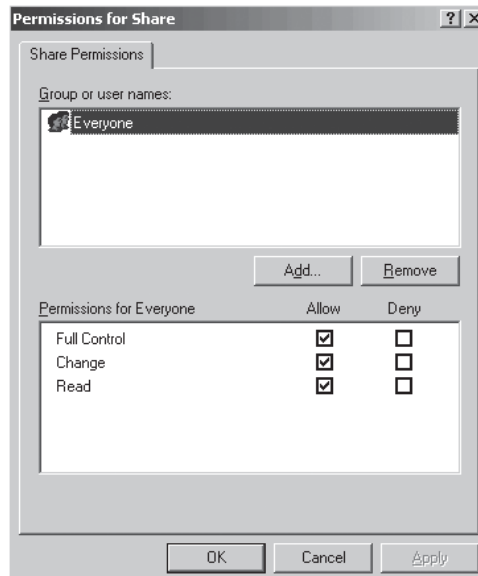 Permissions for Share
Share Permissions
Group or user names:
Everyone
Add... Remove
Permissions for Everyone Allow Deny
Full Control
Change
Read
OK Cancel Apply